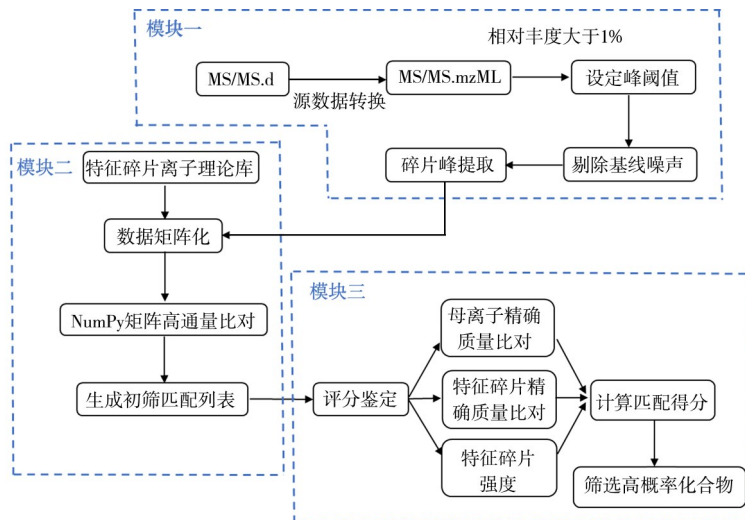 模块一
相对丰度大于1%
MS/MS.d
源数据转换
MS/MS.mzML
设定峰阈值
剔除基线噪声
碎片峰提取
模块二
特征碎片离子理论库
数据矩阵化
NumPy矩阵高通量比对
生成初筛匹配列表
模块三
评分鉴定
母离子精确
质量比对
特征碎片精
确质量比对
特征碎片
强度
计算匹配得分
筛选高概率化合物